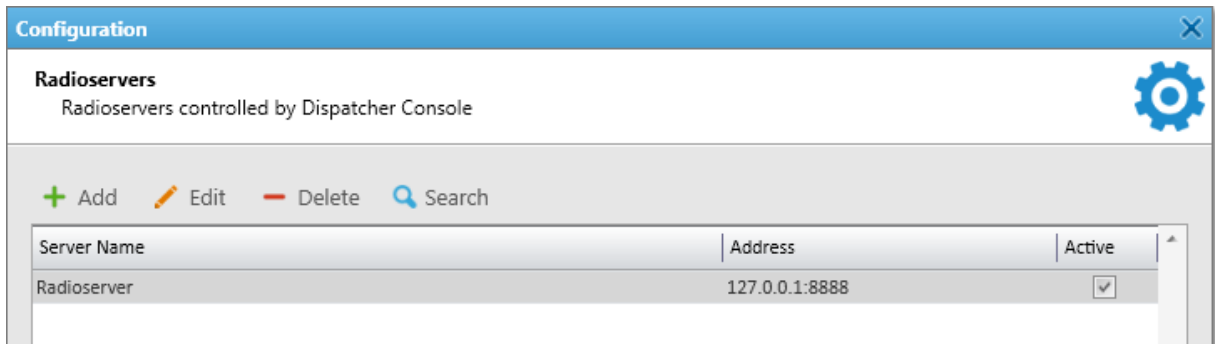 Configuration
Radioservers
Radioservers controlled by Dispatcher Console
Add Edit Delete Search
Server Name Address Active
Radioserver 127.0.0.1:8888